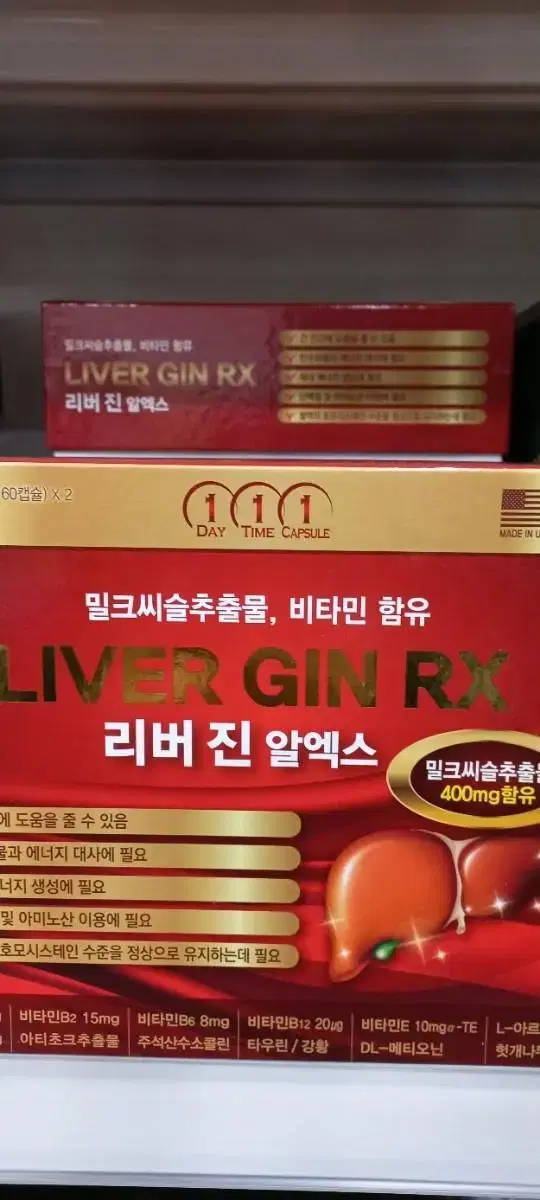 밀크씨슬추출물, 비타민 함유
LIVER GIN RX
리버 진 알엑스
60캡슐) X 2
1 1 1
DAY TIME CAPSULE
MADE IN U
밀크씨슬추출물, 비타민 함유
LIVER GIN RX
리버 진 알엑스
밀크씨슬추출물
400mg함유
에 도움을 줄 수 있음
물과 에너지 대사에 필요
너지 생성에 필요
및 아미노산 이용에 필요
호모시스테인 수준을 정상으로 유지하는데 필요
비타민B2 15mg 비타민B6 8mg 비타민B12 20μg 비타민E 10mgα-TE L-아르
아티초크추출물 주석산수소콜린 타우린 / 강황 DL-메티오닌 헛개나